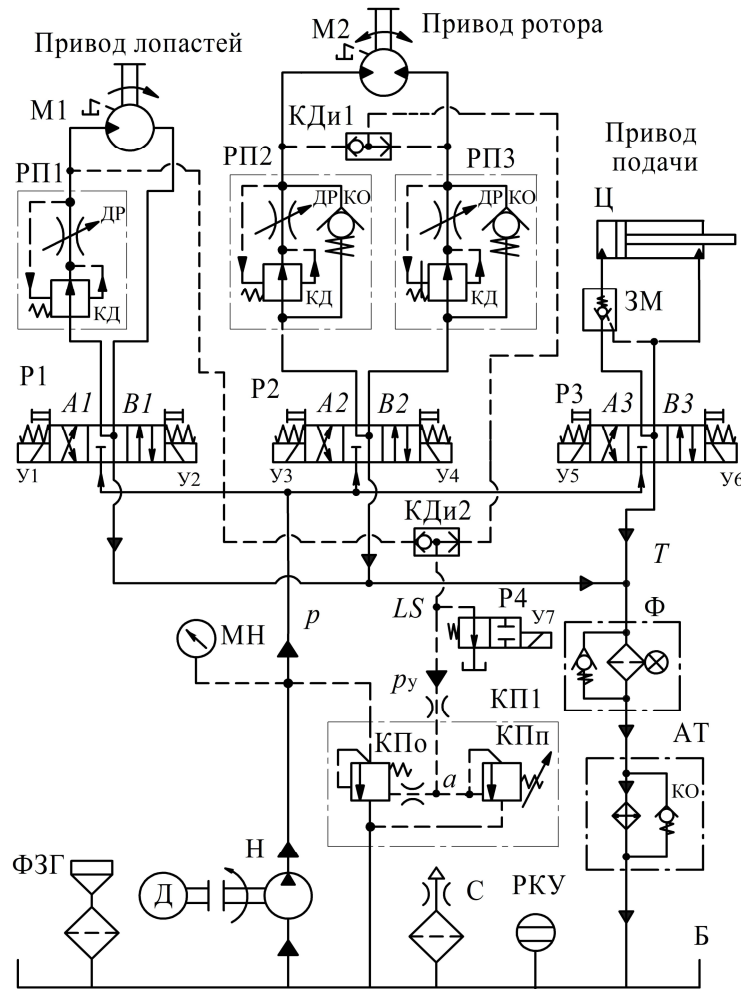 М2
Привод ротора
Привод лопастей
М1
КДи1
РП1
РП2
РП3
Привод
подачи
Ц
ДР
ДР
КО
ДР
КО
ЗМ
КД
КД
КД
Р1
А1
В1
Р2
А2
В2
Р3
А3
В3
У1
У2
У3
У4
У5
У6
КДи2
Т
p
LS
Р4
У7
Ф
МН
pу
КП1
КПо
КПп
АТ
а
КО
ФЗГ
Н
Д
С
РКУ
Б